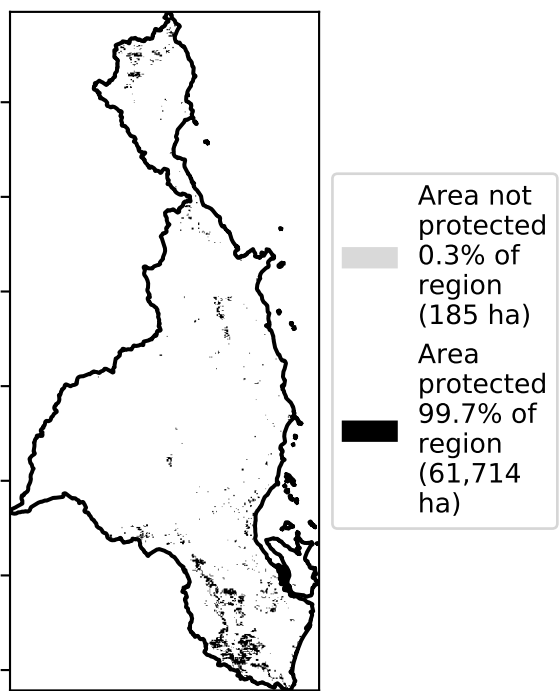 Area not
protected
0.3% of
region
(185 ha)
Area
protected
99.7% of
region
(61,714
ha)